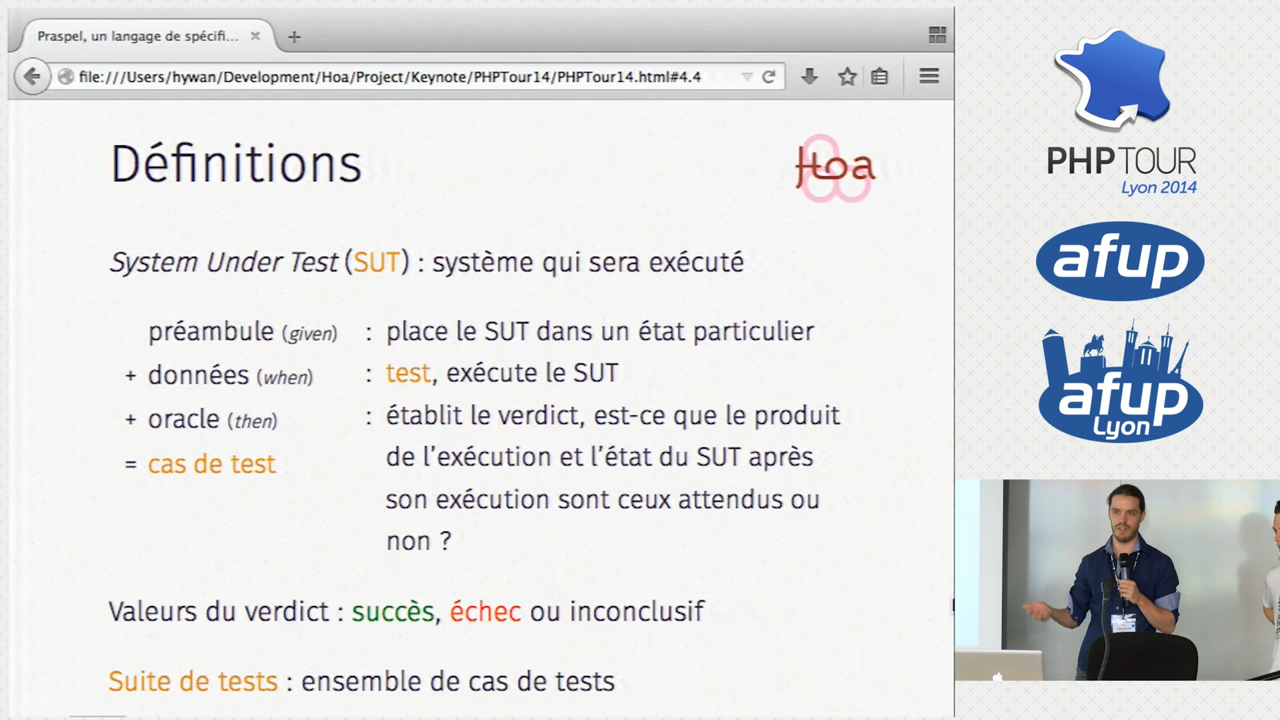 Praspel, un langage de spécifi...
file:///Users/hywan/Development/Hoa/Project/Keynote/PHPTour14/PHPTour14.html#4.4
Définitions
Hoa
System Under Test (SUT) : système qui sera exécuté
préambule (given) : place le SUT dans un état particulier
+ données (when) : test, exécute le SUT
+ oracle (then) : établit le verdict, est-ce que le produit
= cas de test
de l'exécution et l'état du SUT après
son exécution sont ceux attendus ou
non ?
Valeurs du verdict : succès, échec ou inconclusif
Suite de tests : ensemble de cas de tests
PHPTOUR
Lyon 2014
afup
afup
Lyon